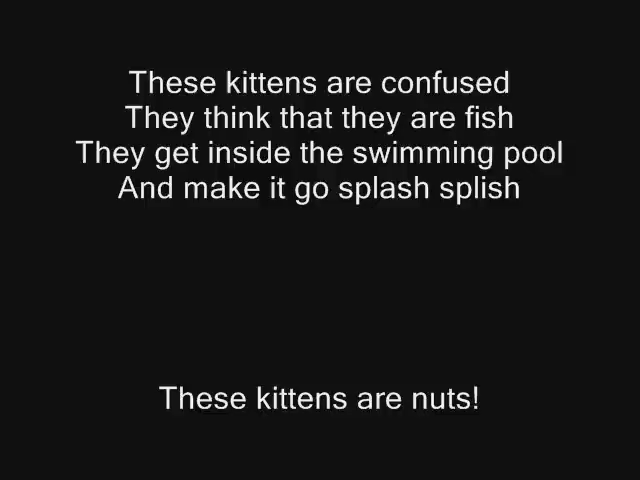 These kittens are confused
They think that they are fish
They get inside the swimming pool
And make it go splash splish
These kittens are nuts!